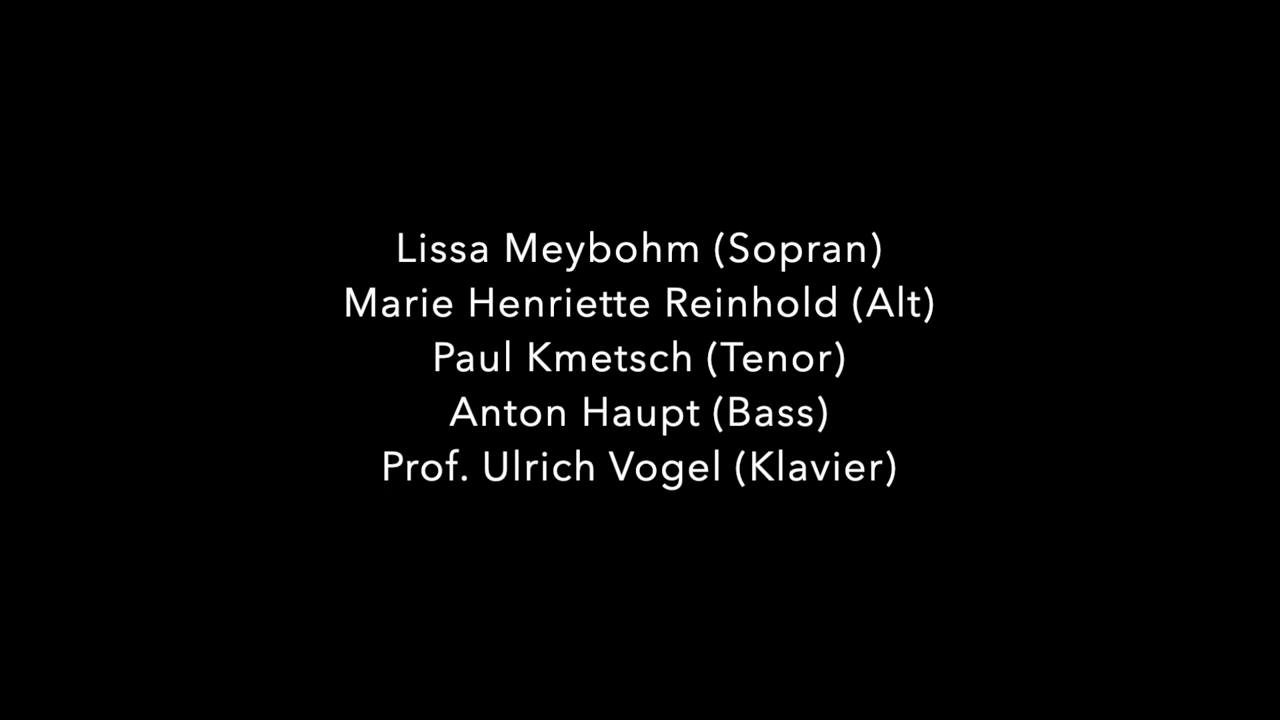 Lissa Meybohm (Sopran)
Marie Henriette Reinhold (Alt)
Paul Kmetsch (Tenor)
Anton Haupt (Bass)
Prof. Ulrich Vogel (Klavier)